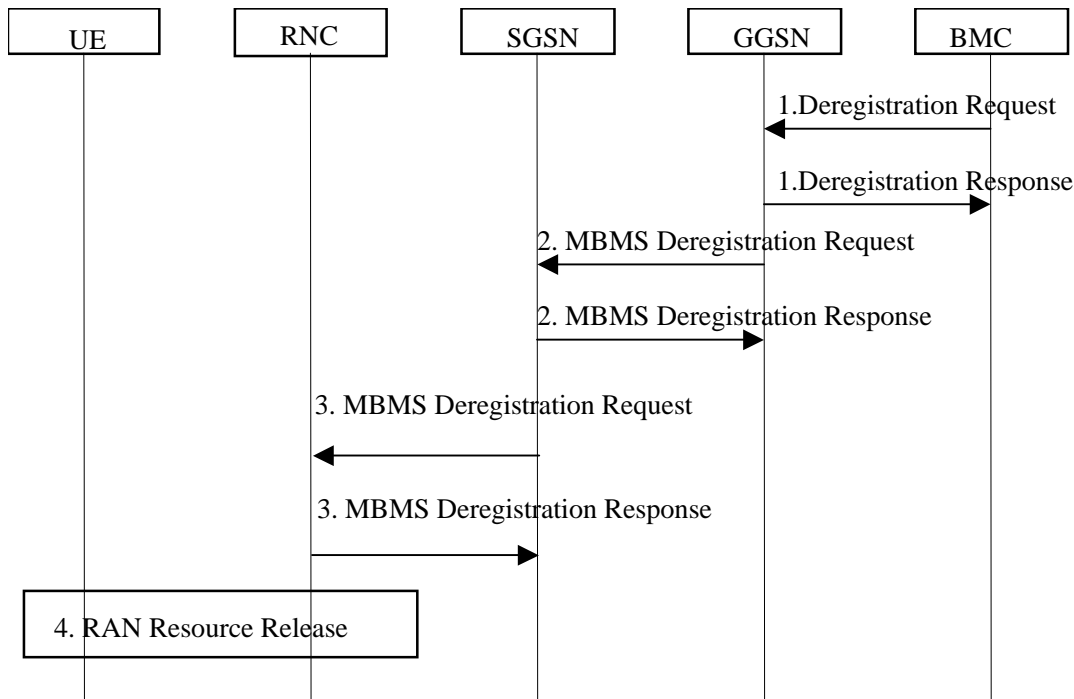 UE RNC SGSN GGSN BMC
1.Deregistration Request
1.Deregistration Response
2. MBMS Deregistration Request
2. MBMS Deregistration Response
3. MBMS Deregistration Request
3. MBMS Deregistration Response
4. RAN Resource Release